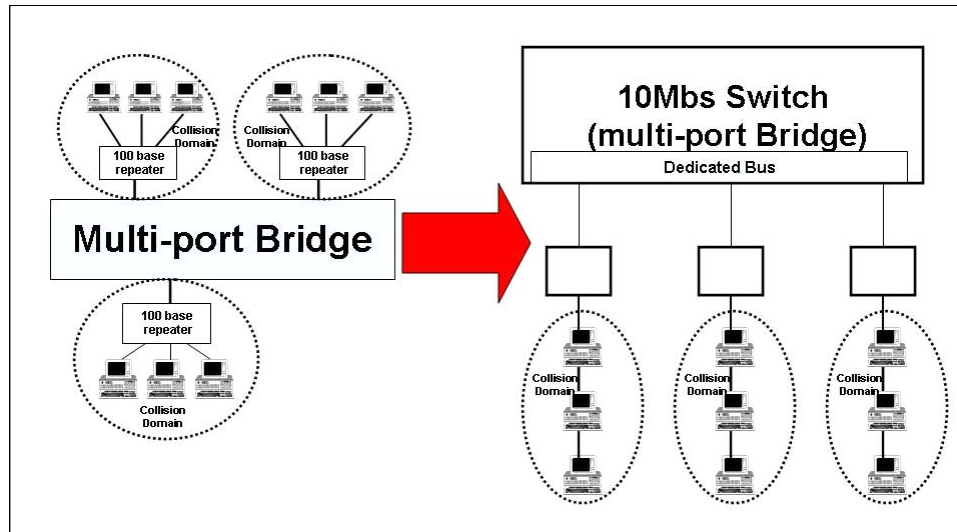 Collision
Domain
100 base
repeater
Collision
Domain
100 base
repeater
Multi-port Bridge
100 base
repeater
Collision
Domain
10Mbs Switch
(multi-port Bridge)
Dedicated Bus
Collision
Domain
Collision
Domain
Collision
Domain